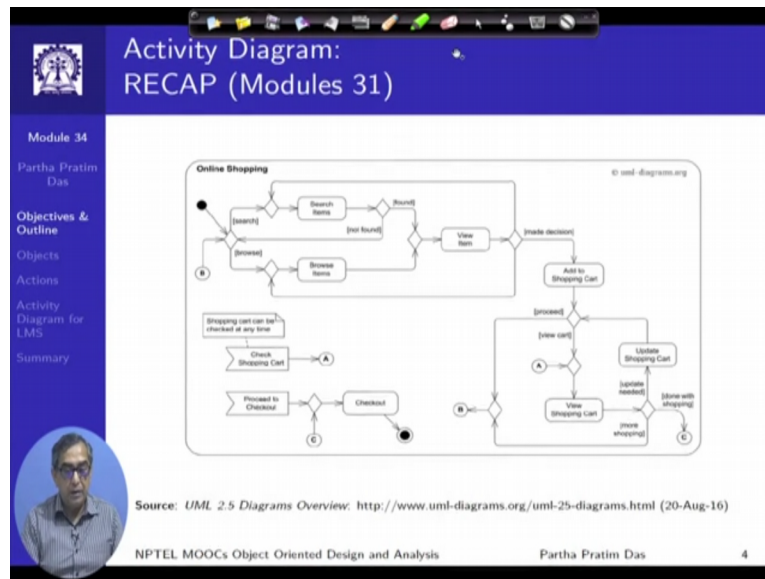 Activity Diagram:
RECAP (Modules 31)
Module 34
Partha Pratim
Das
Objectives &
Outline
Objects
Actions
Activity
Diagram for
LMS
Summary
Online Shopping
© uml-diagrams.org
[search]
Search
Items
[found]
[not found]
[browse]
Browse
Items
View
Item
[made decision]
B
Add to
Shopping Cart
[proceed]
[view cart]
Shopping cart can be
checked at any time
Check
Shopping Cart
A
A
Update
Shopping Cart
[update
needed]
[done with
shopping]
Proceed to
Checkout
Checkout
C
B
View
Shopping Cart
[more
shopping]
C
Source: UML 2.5 Diagrams Overview: http://www.uml-diagrams.org/uml-25-diagrams.html (20-Aug-16)
NPTEL MOOCs Object Oriented Design and Analysis
Partha Pratim Das
4